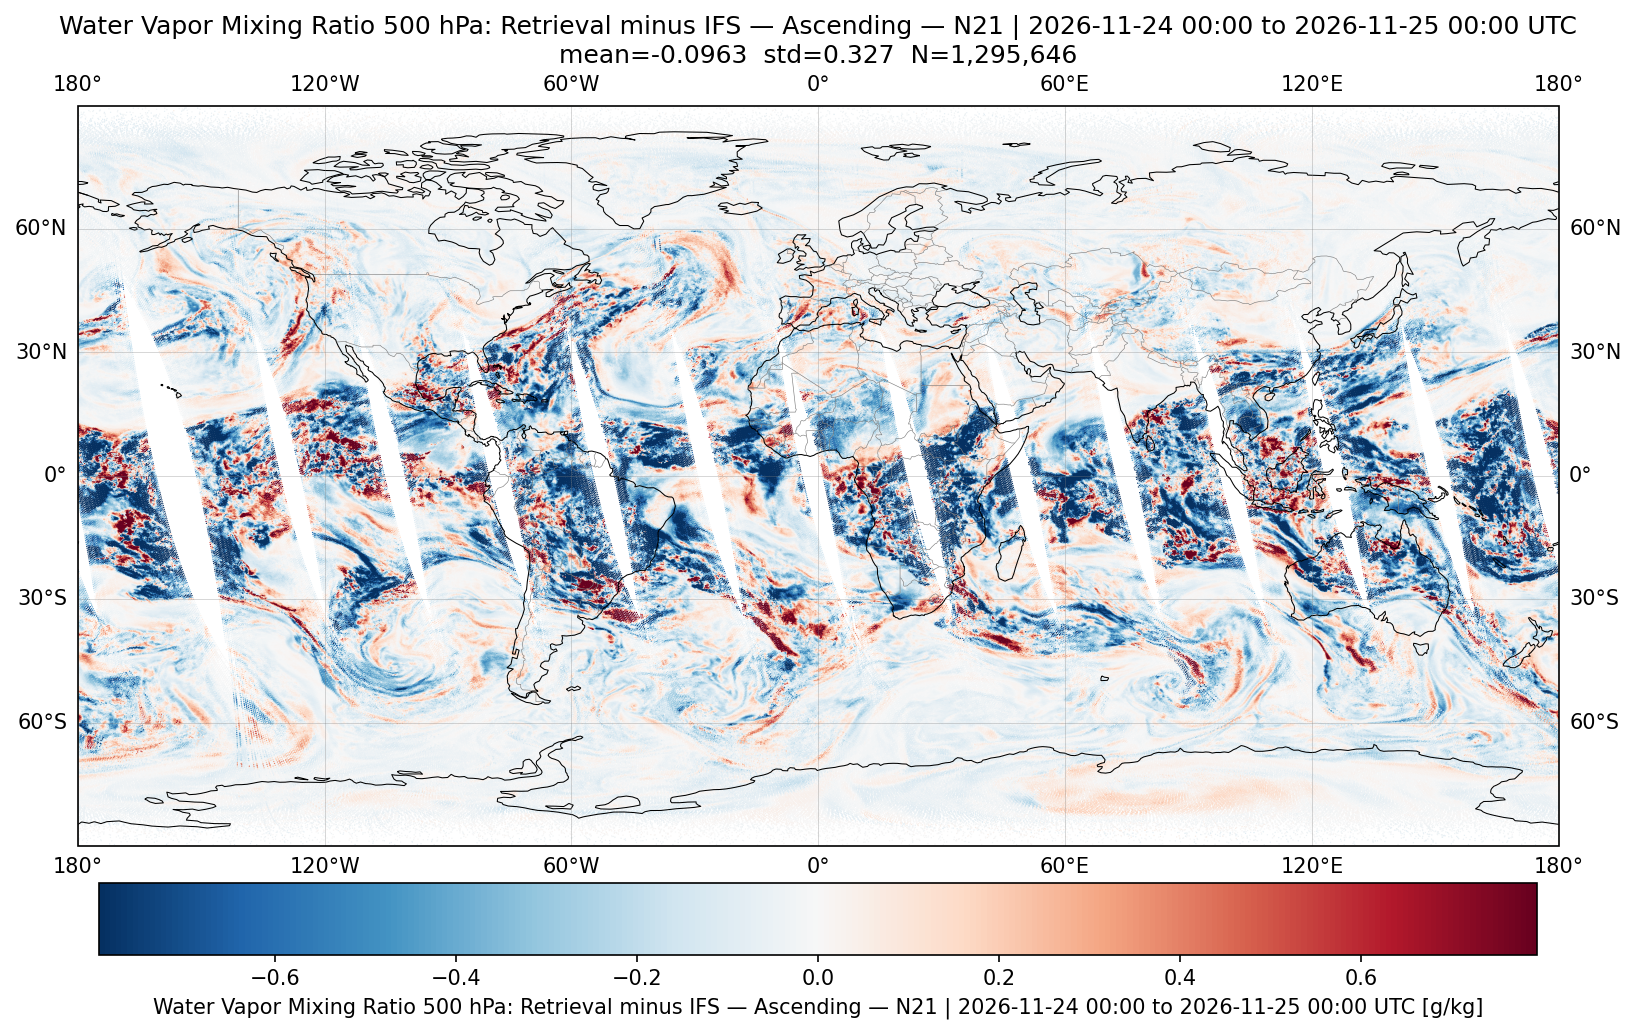 Water Vapor Mixing Ratio 500 hPa: Retrieval minus IFS — Ascending — N21 | 2026-11-24 00:00 to 2026-11-25 00:00 UTC
mean=-0.0963  std=0.327  N=1,295,646
180° 120°W 60°W 0° 60°E 120°E 180°
60°N 60°N
30°N 30°N
0° 0°
30°S 30°S
60°S 60°S
180° 120°W 60°W 0° 60°E 120°E 180°
−0.6 −0.4 −0.2 0.0 0.2 0.4 0.6
Water Vapor Mixing Ratio 500 hPa: Retrieval minus IFS — Ascending — N21 | 2026-11-24 00:00 to 2026-11-25 00:00 UTC [g/kg]